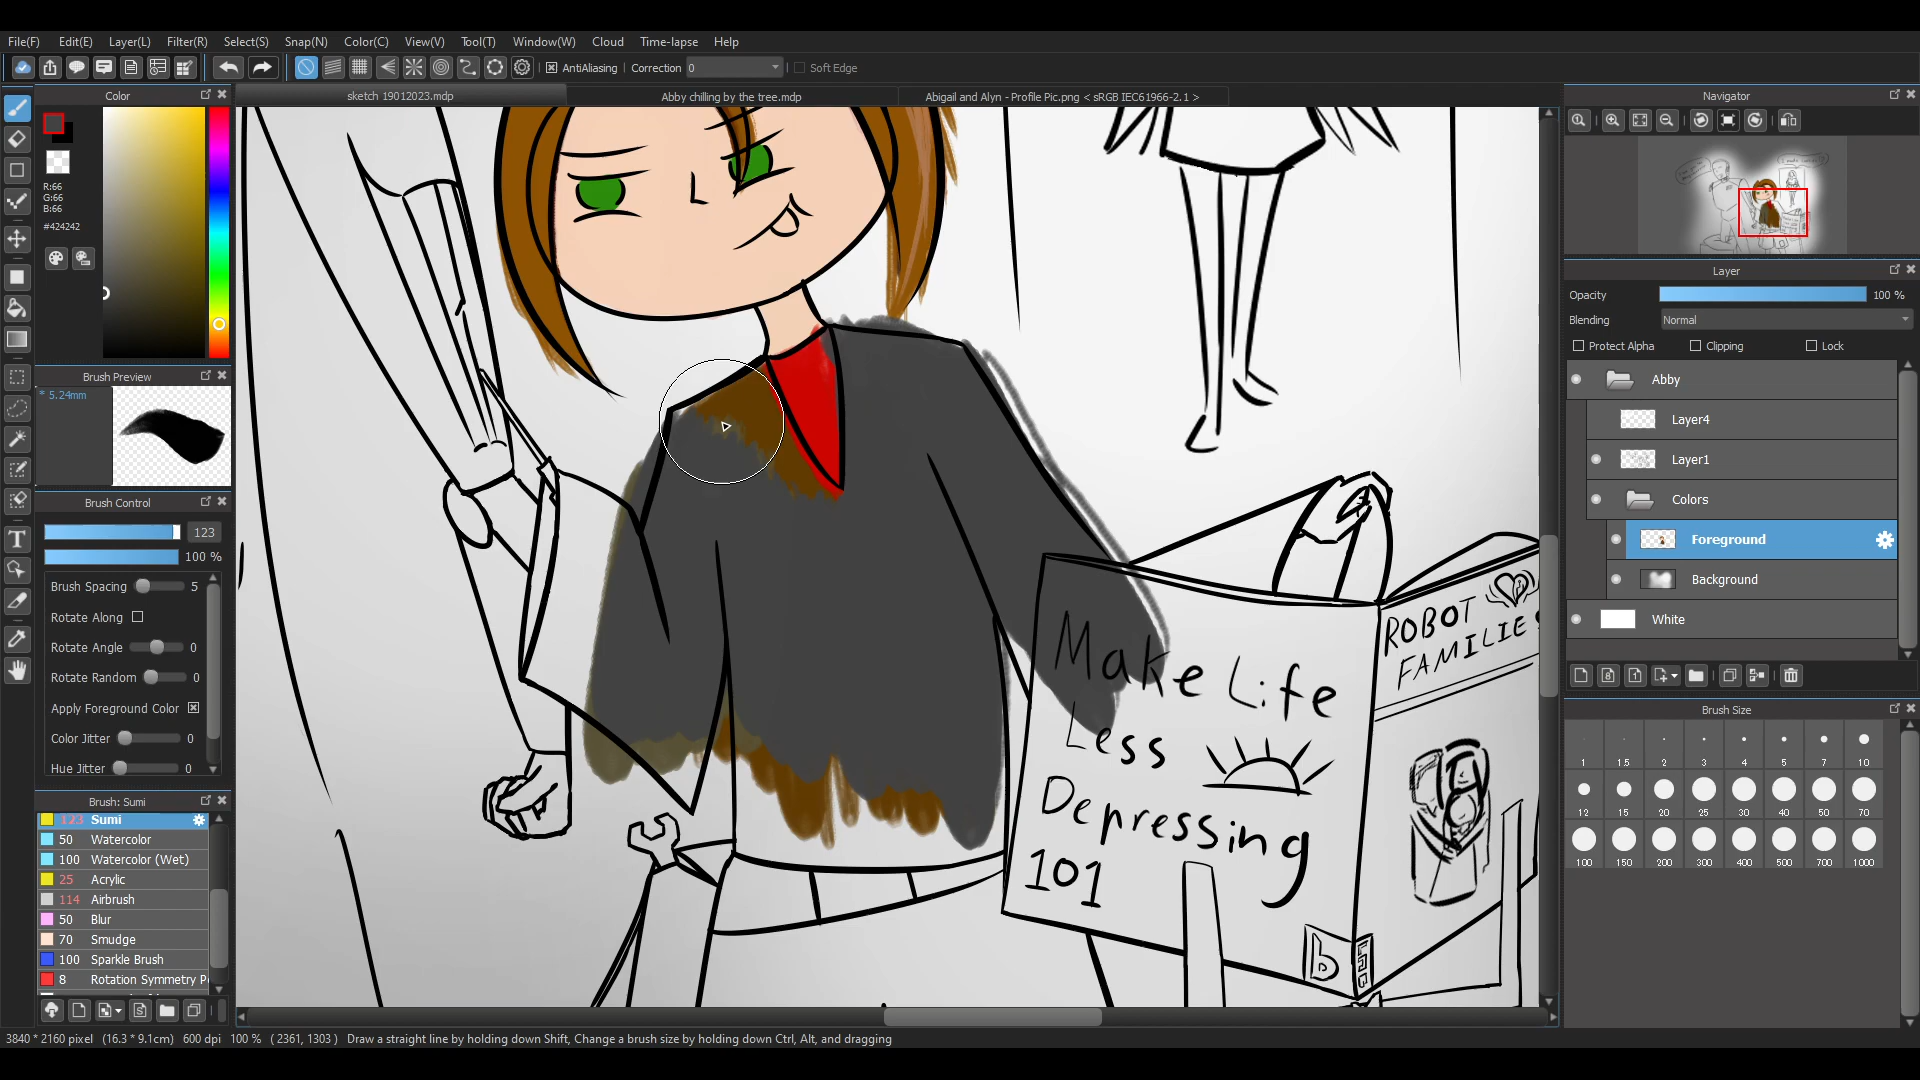 File(F) Edit(E) Layer(L) Filter(R) Select(S) Snap(N) Color(C) View(V) Tool(T) Window(W) Cloud Time-lapse Help
AntiAliasing Correction 0 Soft Edge
Color
sketch 19012023.mdp
Abby chilling by the tree.mdp
Abigail and Alyn - Profile Pic.png < sRGB IEC61966-2.1 >
R:66
G:66
B:66
#424242
Brush Preview
* 5.24mm
Brush Control
123
100 %
Brush Spacing 5
Rotate Along
Rotate Angle 0
Rotate Random 0
Apply Foreground Color
Color Jitter 0
Hue Jitter 0
Brush: Sumi
123 Sumi
50 Watercolor
100 Watercolor (Wet)
25 Acrylic
114 Airbrush
50 Blur
70 Smudge
100 Sparkle Brush
8 Rotation Symmetry P
Make Life
Less
Depressing
101
ROBOT
FAMILIE
b
Navigator
Layer
Opacity 100 %
Blending Normal
Protect Alpha Clipping Lock
Abby
Layer4
Layer1
Colors
Foreground
Background
White
Brush Size
1 1.5 2 3 4 5 7 10
12 15 20 25 30 40 50 70
100 150 200 300 400 500 700 1000
3840 * 2160 pixel (16.3 * 9.1cm) 600 dpi 100 % ( 2361, 1303 ) Draw a straight line by holding down Shift, Change a brush size by holding down Ctrl, Alt, and dragging